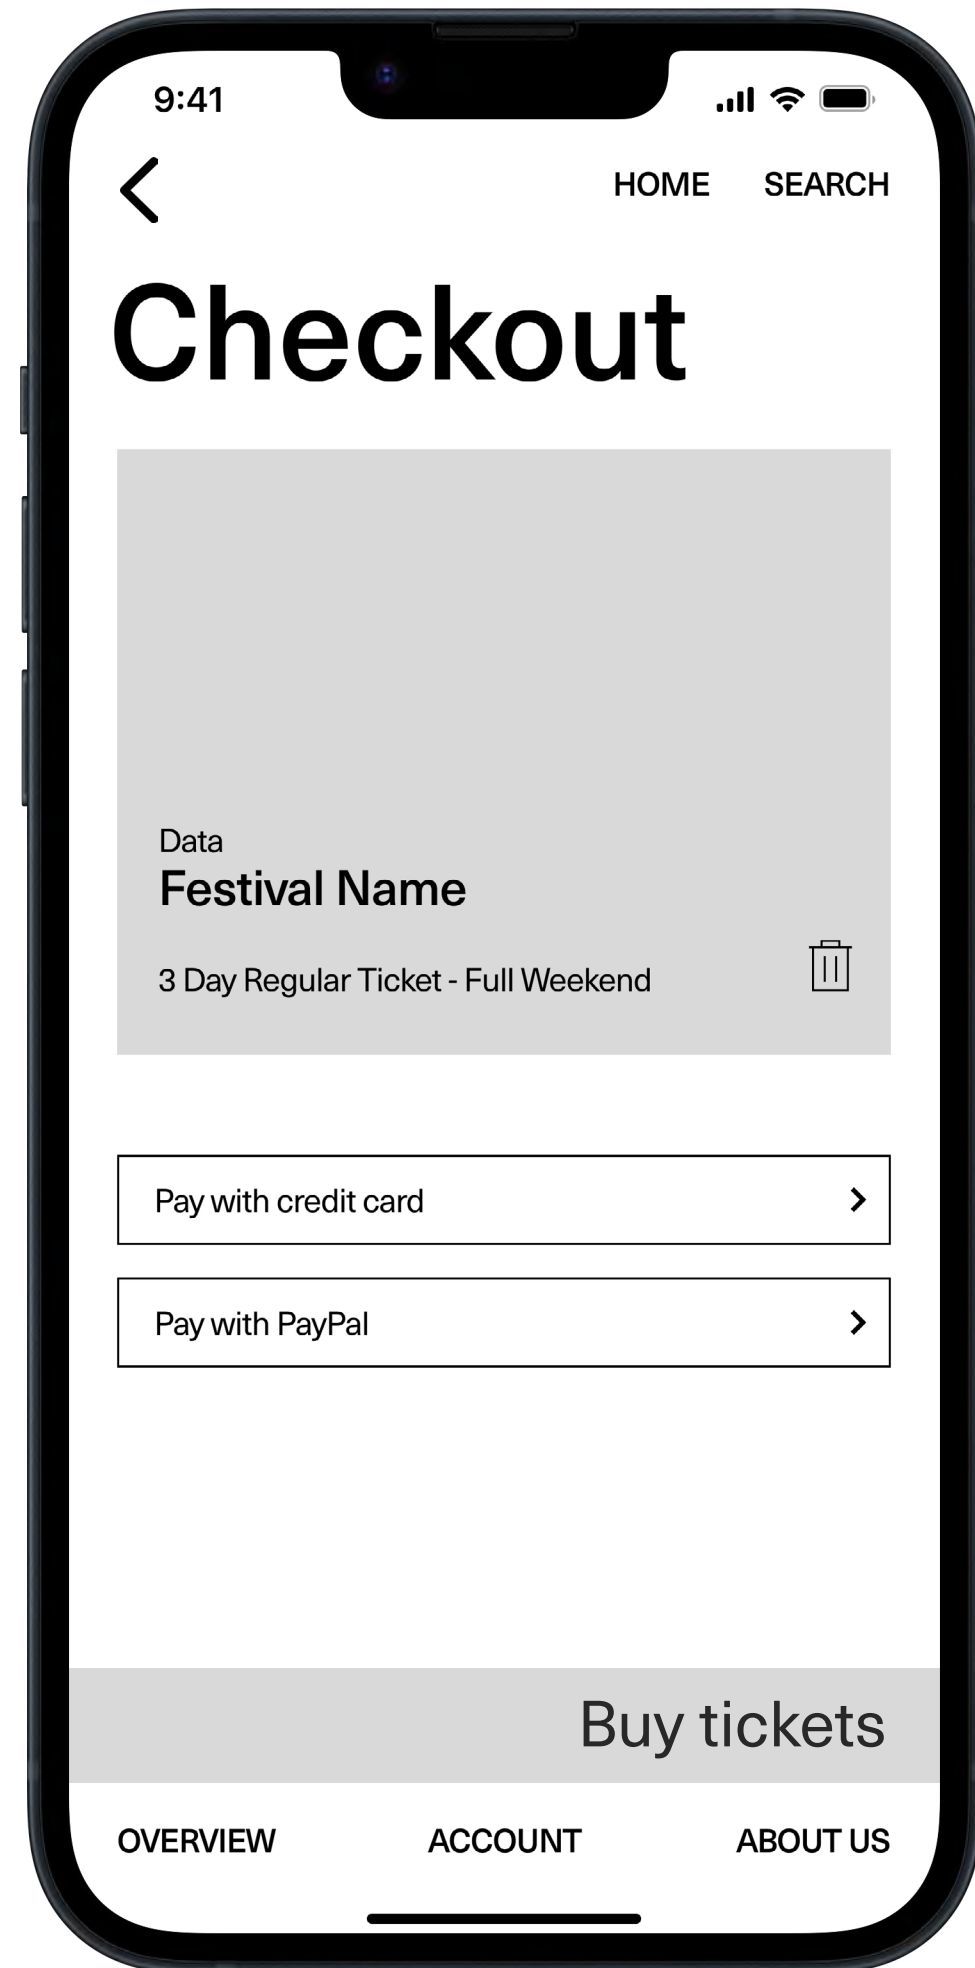 9:41
HOME SEARCH
Checkout
Data
Festival Name
3 Day Regular Ticket - Full Weekend
Pay with credit card
Pay with PayPal
Buy tickets
OVERVIEW ACCOUNT ABOUT US